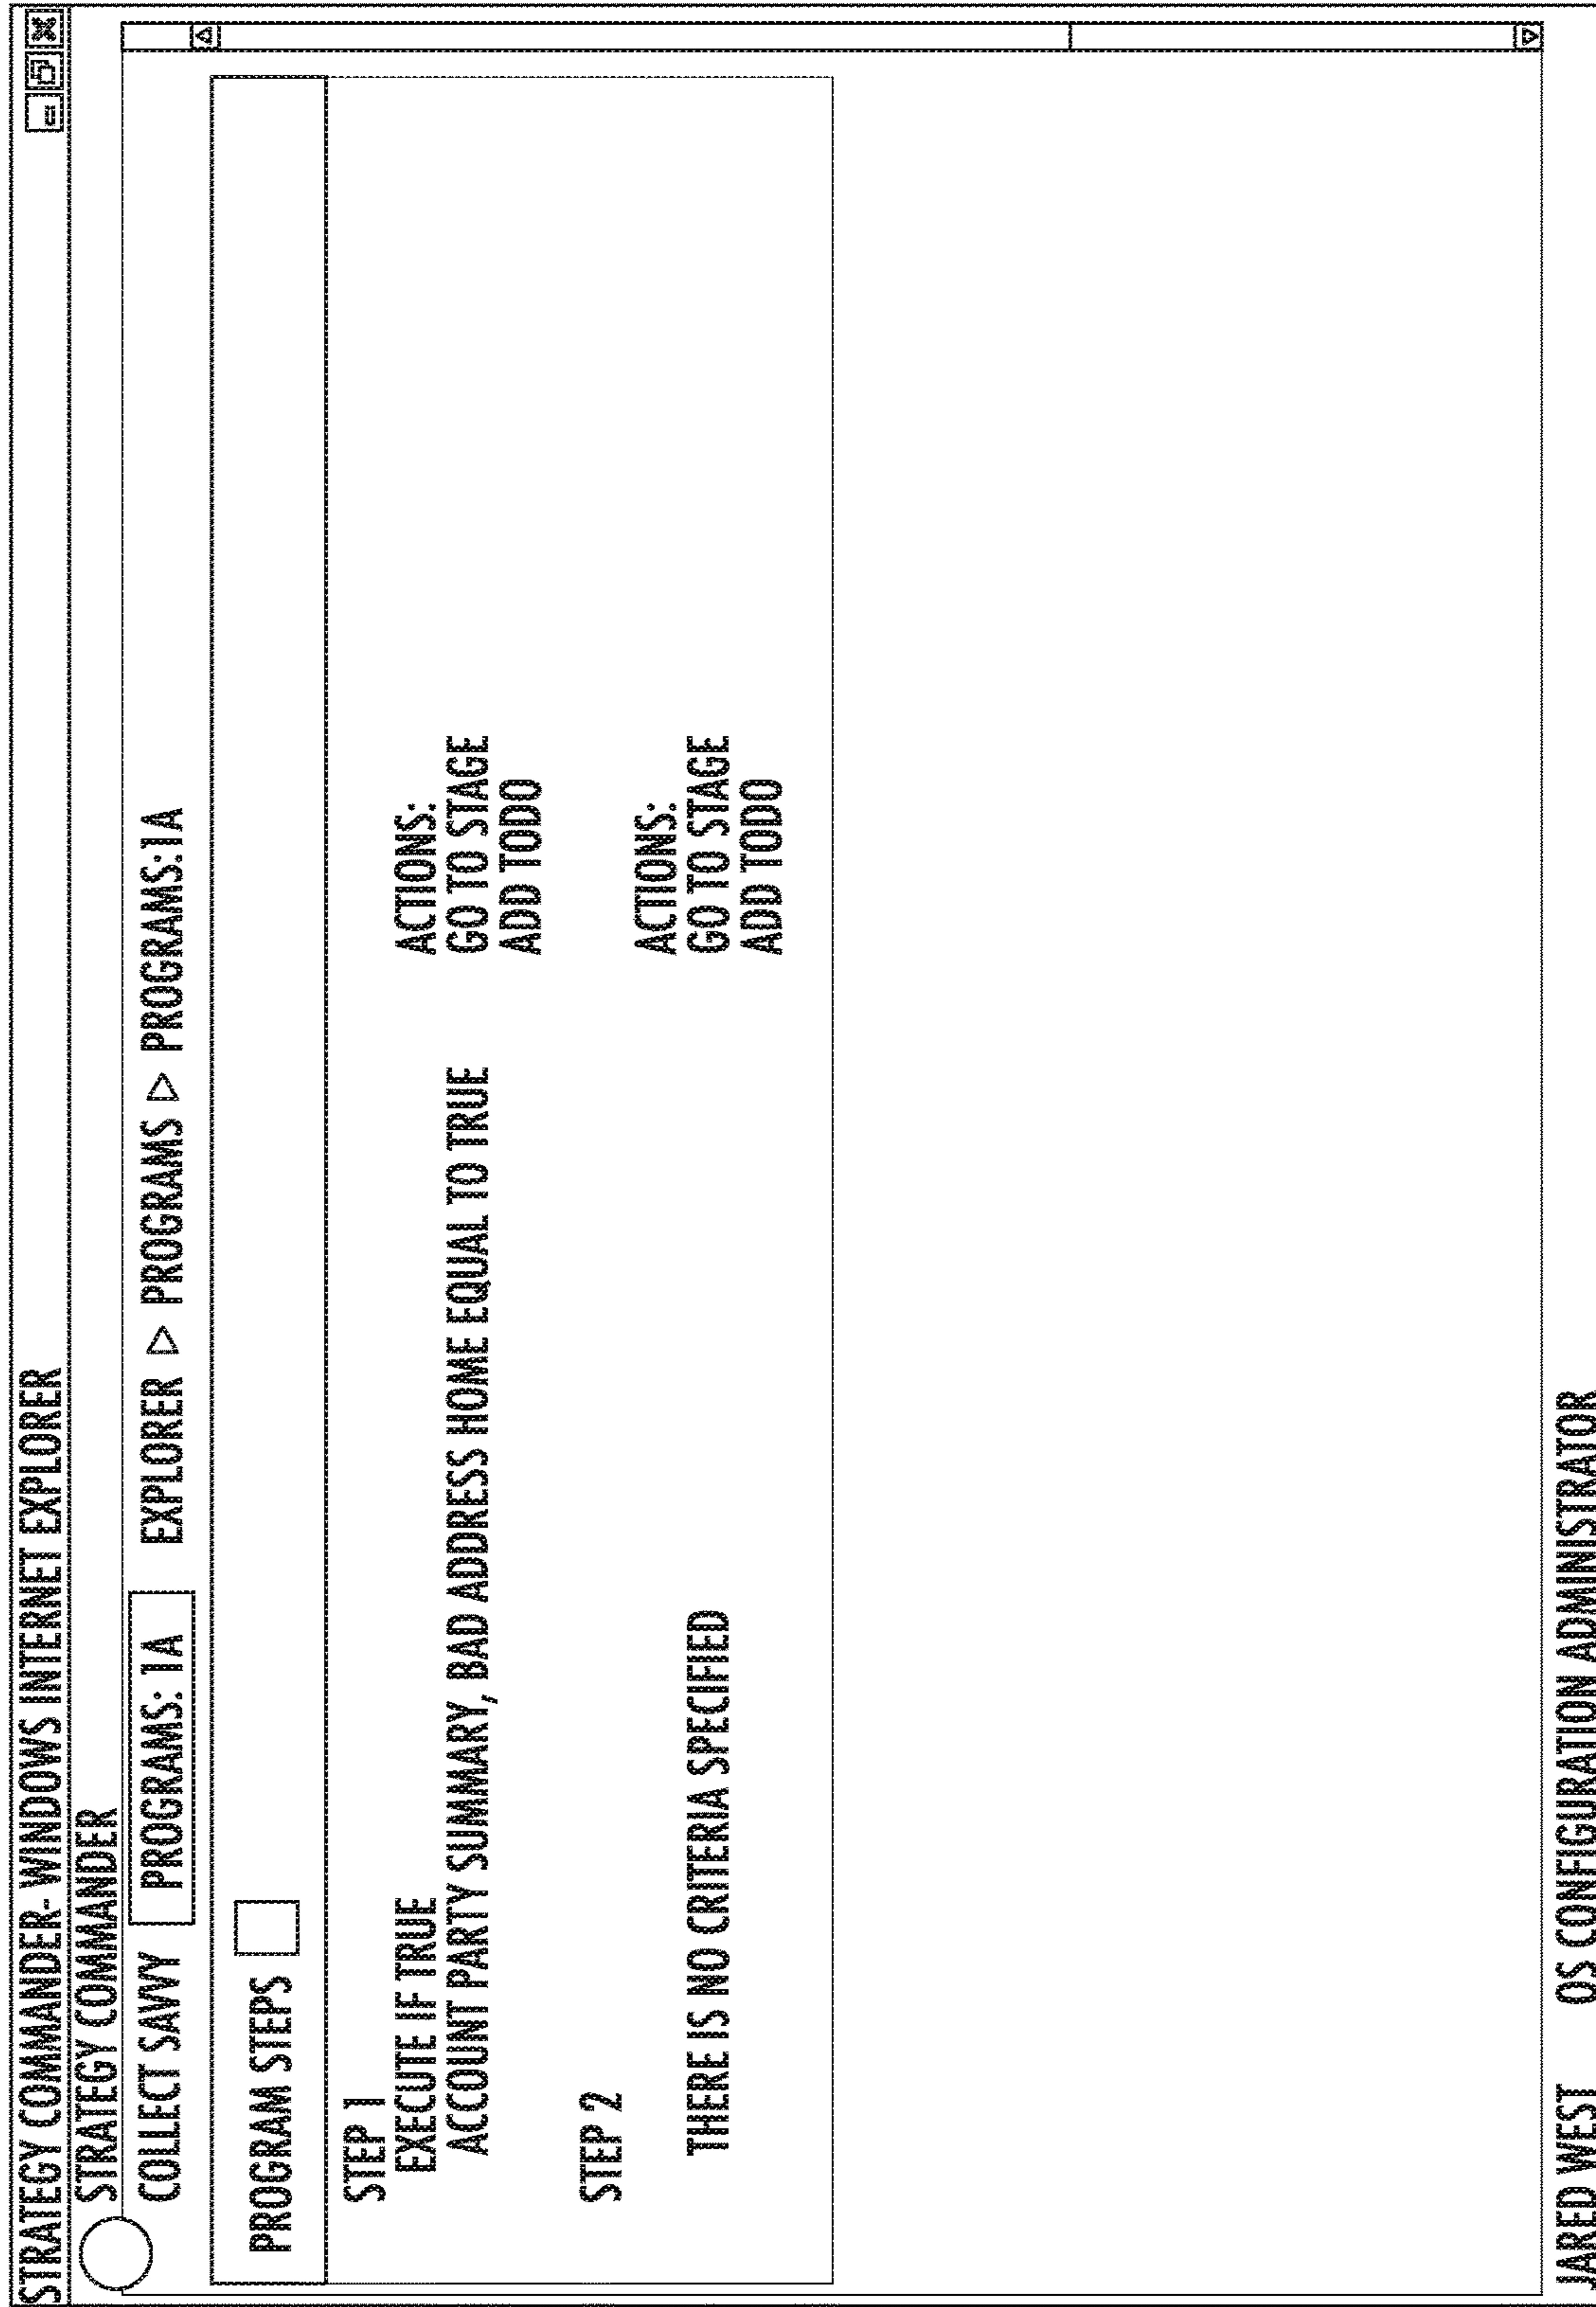 STRATEGY COMMANDER-WINDOWS INTERNET EXPLORER
STRATEGY COMMANDER
COLLECT SAVVY PROGRAMS: 1A EXPLORER ▷ PROGRAMS ▷ PROGRAMS:1A
PROGRAM STEPS
STEP 1
EXECUTE IF TRUE ACTIONS:
ACCOUNT PARTY SUMMARY, BAD ADDRESS HOME EQUAL TO TRUE GO TO STAGE
ADD TODO
STEP 2
ACTIONS:
THERE IS NO CRITERIA SPECIFIED GO TO STAGE
ADD TODO
JARED WEST OS CONFIGURATION ADMINISTRATOR